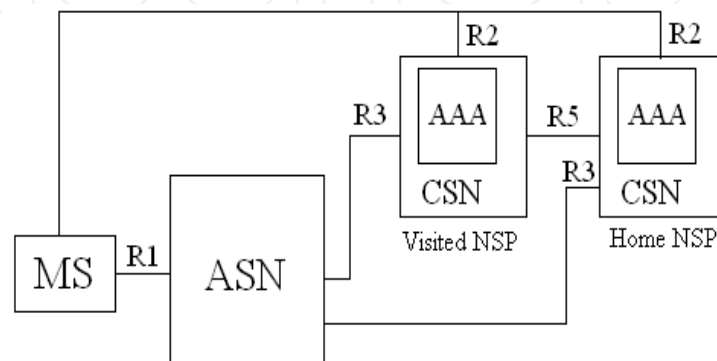 R2
R2
R3
AAA
R5
AAA
R3
CSN
CSN
Visited NSP
Home NSP
MS
R1
ASN